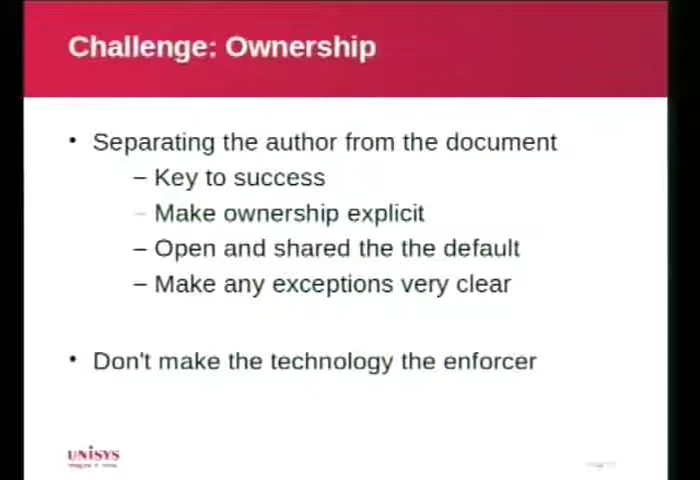 Challenge: Ownership
• Separating the author from the document
– Key to success
– Make ownership explicit
– Open and shared the the default
– Make any exceptions very clear
• Don't make the technology the enforcer
UNISYS